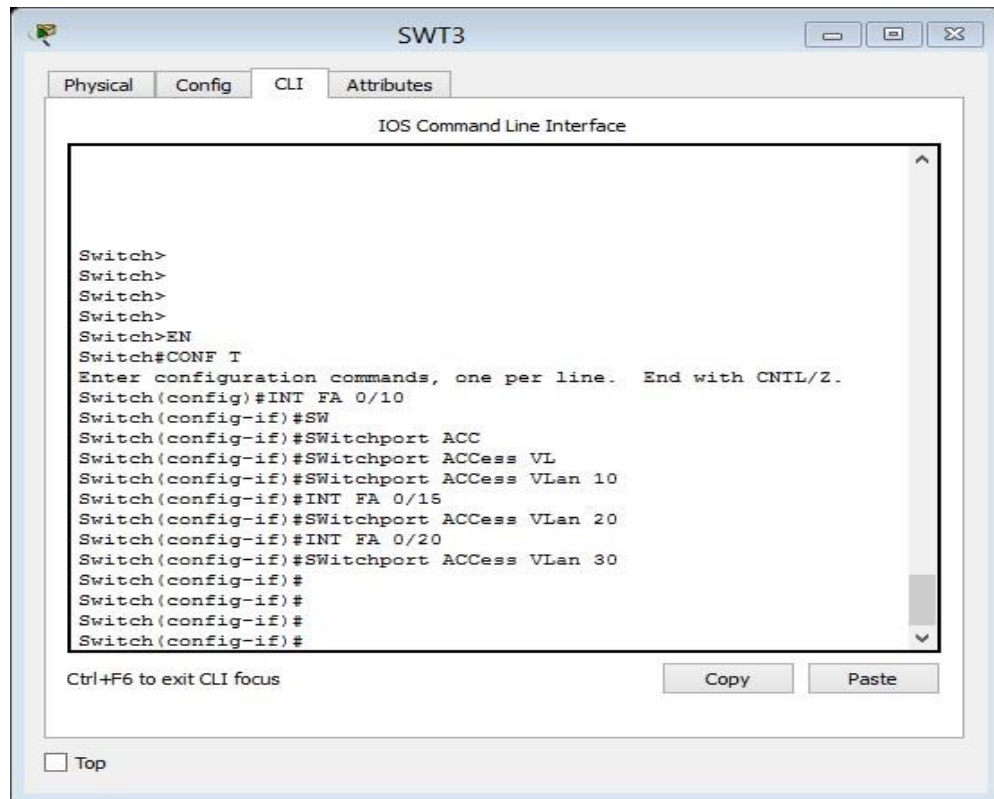 SWT3
Physical Config CLI Attributes
IOS Command Line Interface
Switch>
Switch>
Switch>
Switch>
Switch>EN
Switch#CONF T
Enter configuration commands, one per line.  End with CNTL/Z.
Switch(config)#INT FA 0/10
Switch(config-if)#SW
Switch(config-if)#SWitchport ACC
Switch(config-if)#SWitchport ACCess VL
Switch(config-if)#SWitchport ACCess VLan 10
Switch(config-if)#INT FA 0/15
Switch(config-if)#SWitchport ACCess VLan 20
Switch(config-if)#INT FA 0/20
Switch(config-if)#SWitchport ACCess VLan 30
Switch(config-if)#
Switch(config-if)#
Switch(config-if)#
Switch(config-if)#
Ctrl+F6 to exit CLI focus Copy Paste
Top